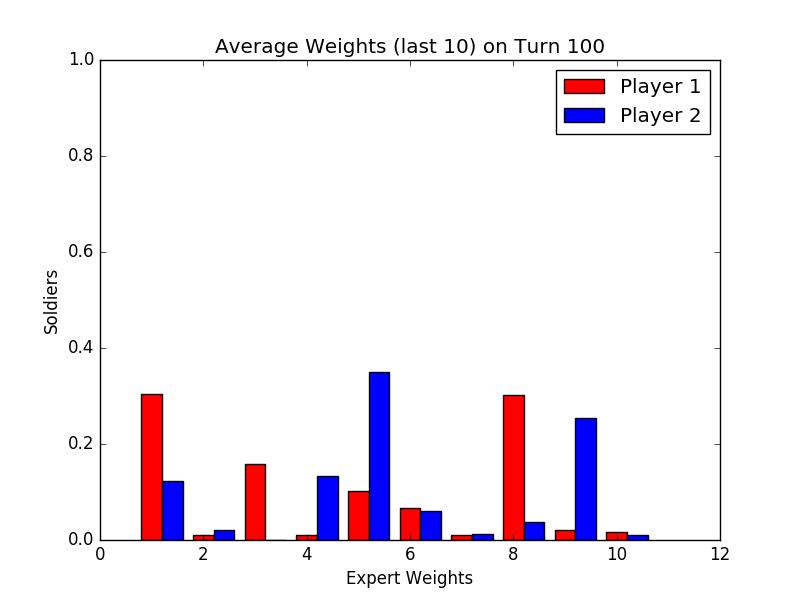 Average Weights (last 10) on Turn 100
1.0
0.8
0.6
0.4
0.2
0.0
Soldiers
Player 1
Player 2
0 2 4 6 8 10 12
Expert Weights